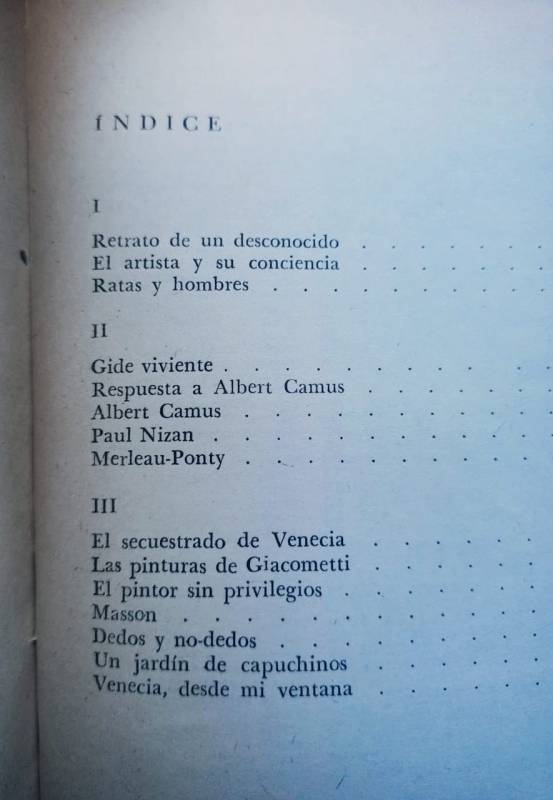 ÍNDICE
I
Retrato de un desconocido . . . . . . .
El artista y su conciencia . . . . . . .
Ratas y hombres . . . . . . . . . .
II
Gide viviente . . . . . . . . . . .
Respuesta a Albert Camus . . . . . . .
Albert Camus . . . . . . . . . . .
Paul Nizan . . . . . . . . . . . .
Merleau-Ponty . . . . . . . . . . .
III
El secuestrado de Venecia . . . . . .
Las pinturas de Giacometti . . . . . .
El pintor sin privilegios . . . . . . .
Masson . . . . . . . . . . . .
Dedos y no-dedos . . . . . . . . .
Un jardín de capuchinos . . . . . .
Venecia, desde mi ventana . . . . . .